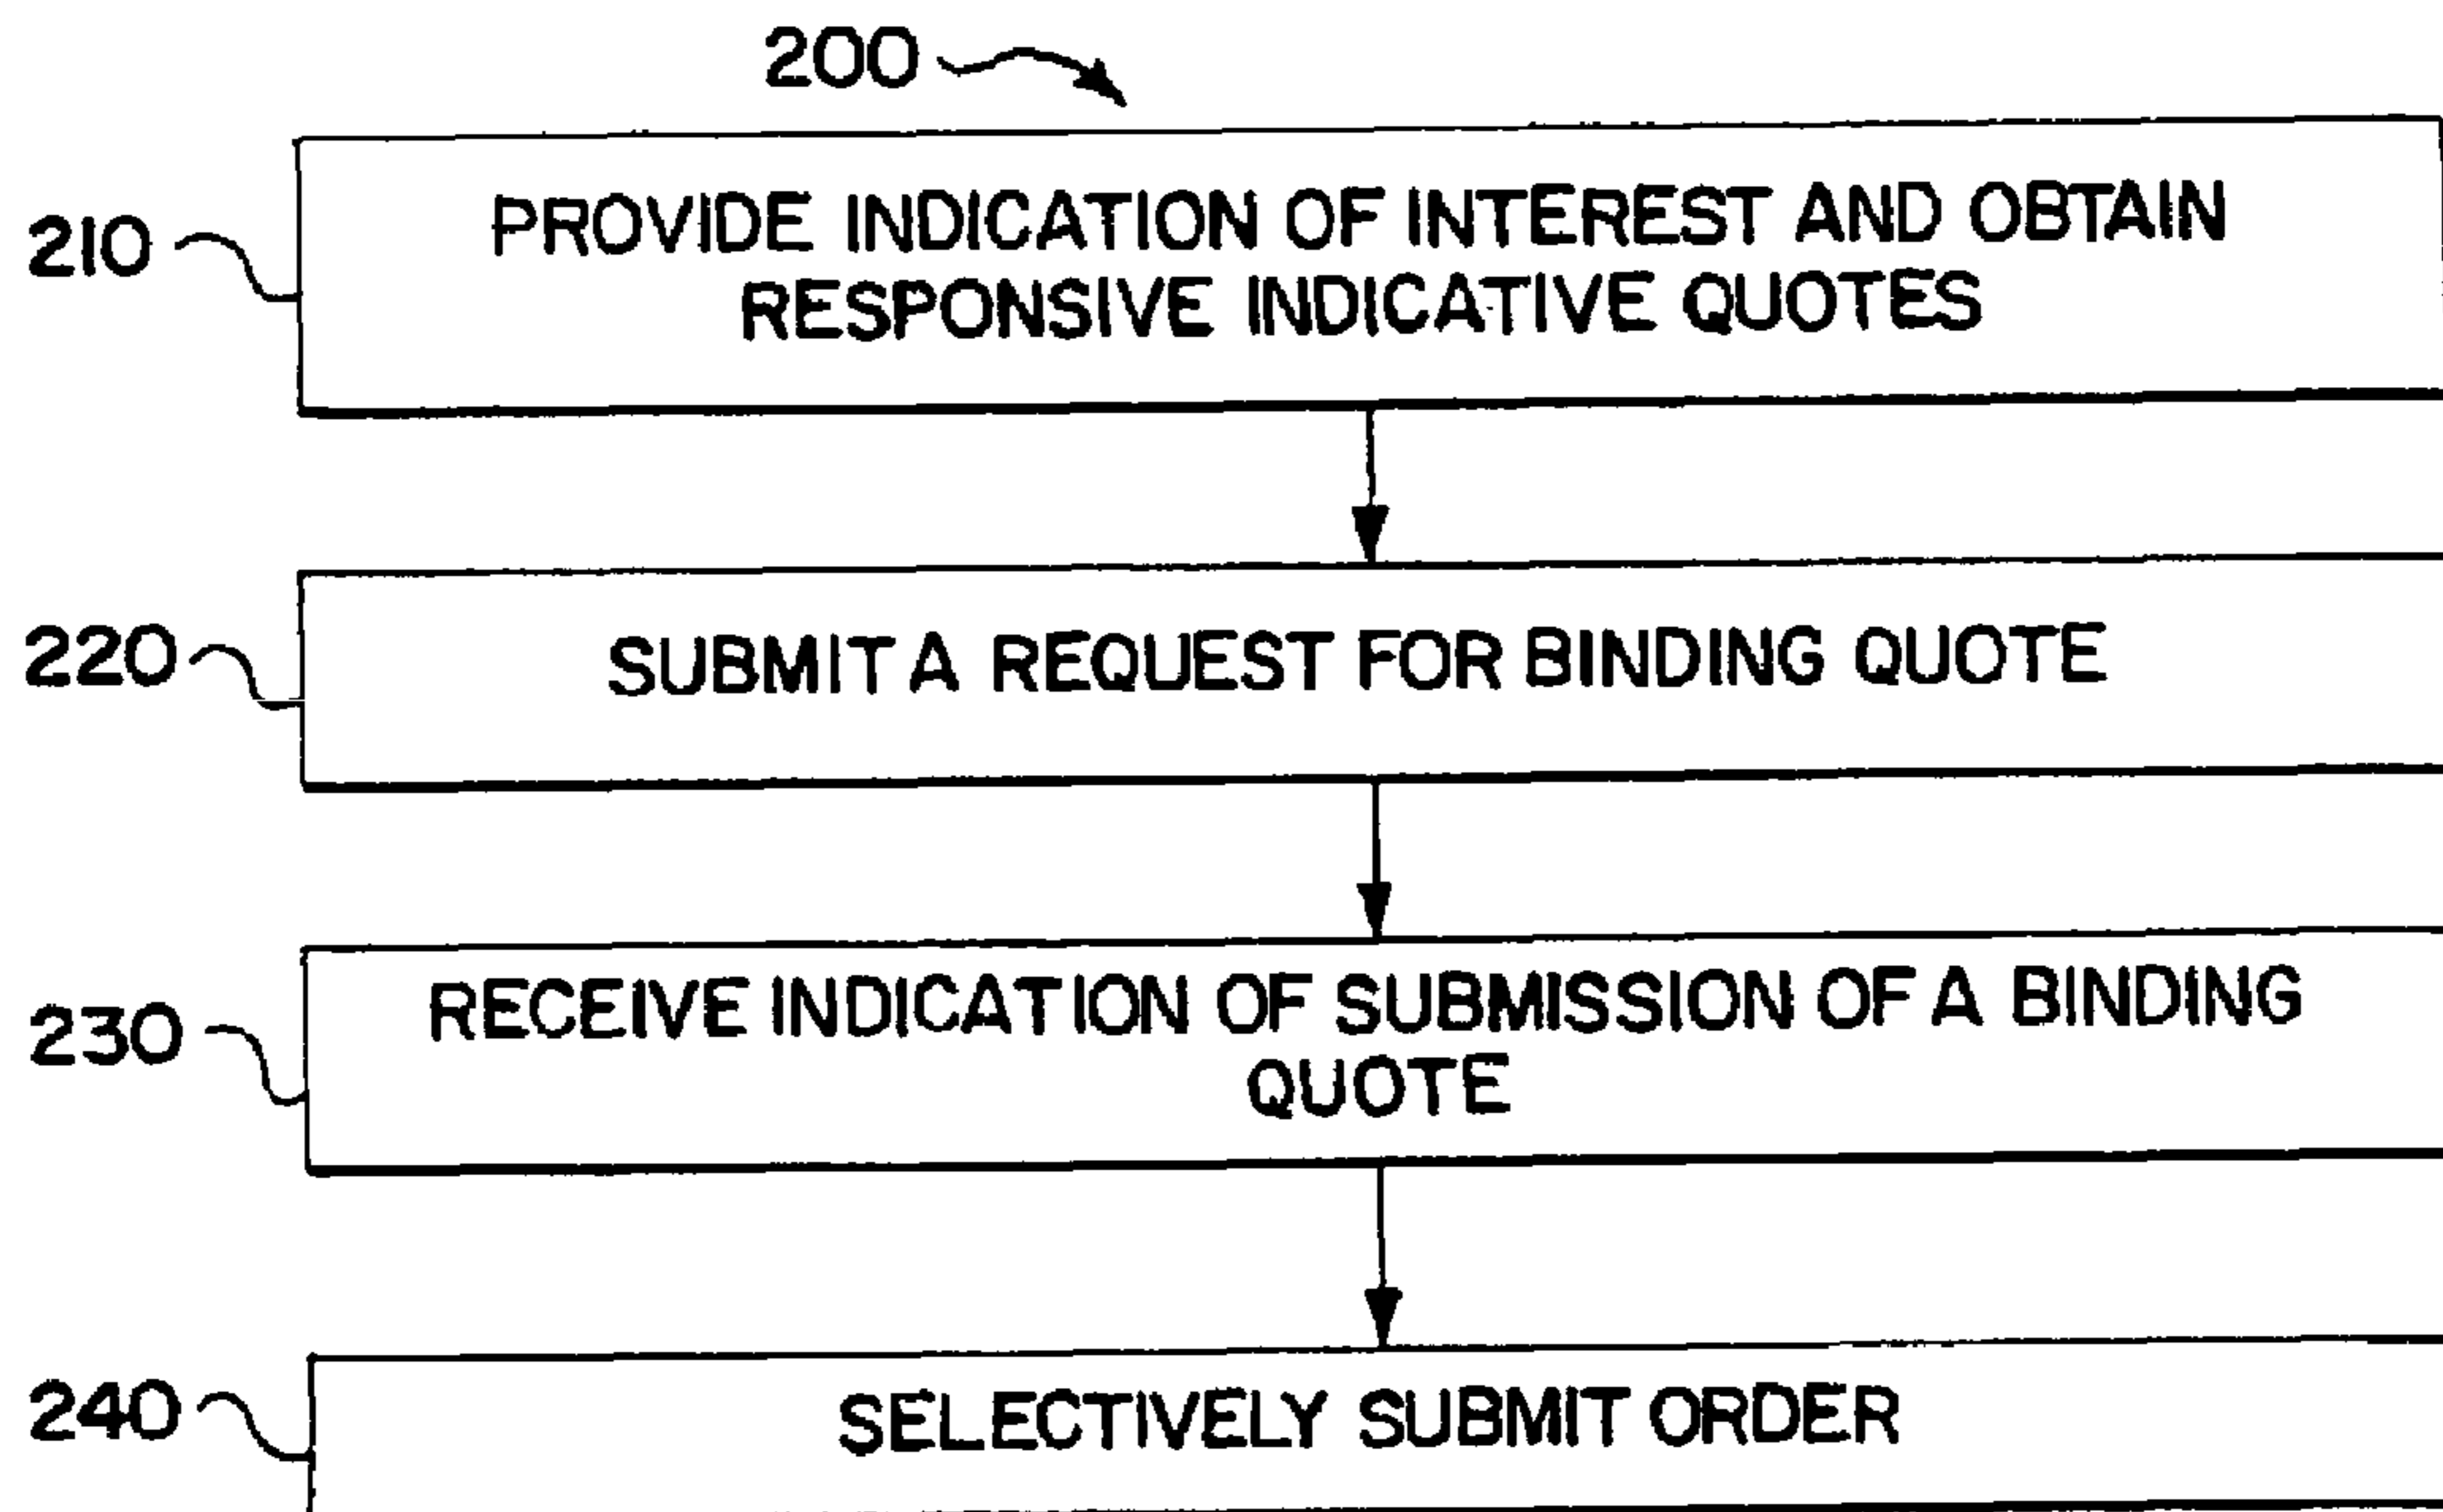 200
210
PROVIDE INDICATION OF INTEREST AND OBTAIN
RESPONSIVE INDICATIVE QUOTES
220
SUBMIT A REQUEST FOR BINDING QUOTE
230
RECEIVE INDICATION OF SUBMISSION OF A BINDING
QUOTE
240
SELECTIVELY SUBMIT ORDER